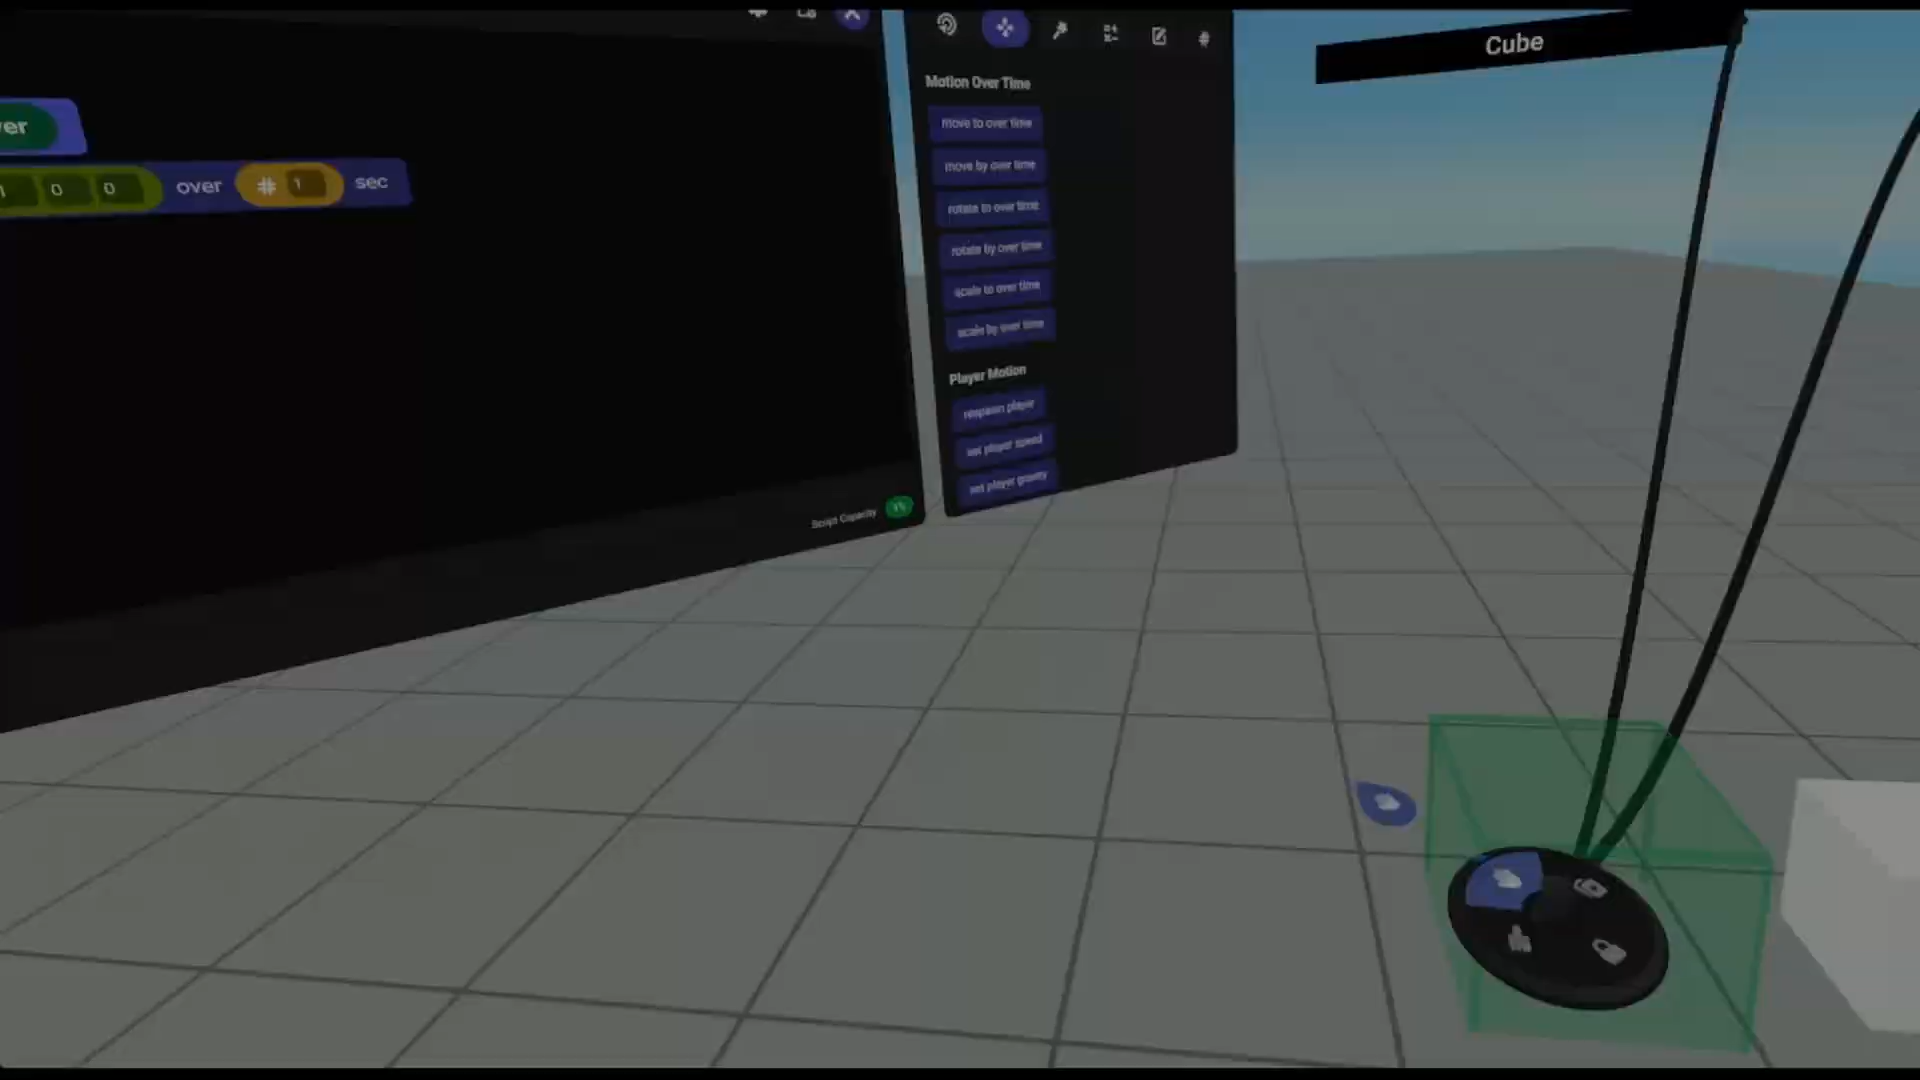 Cube
Motion Over Time
move to over time
move by over time
rotate to over time
rotate by over time
scale to over time
scale by over time
Player Motion
respawn player
set player speed
set player gravity
ver
1 0 0 over # 1 sec
Script Capacity